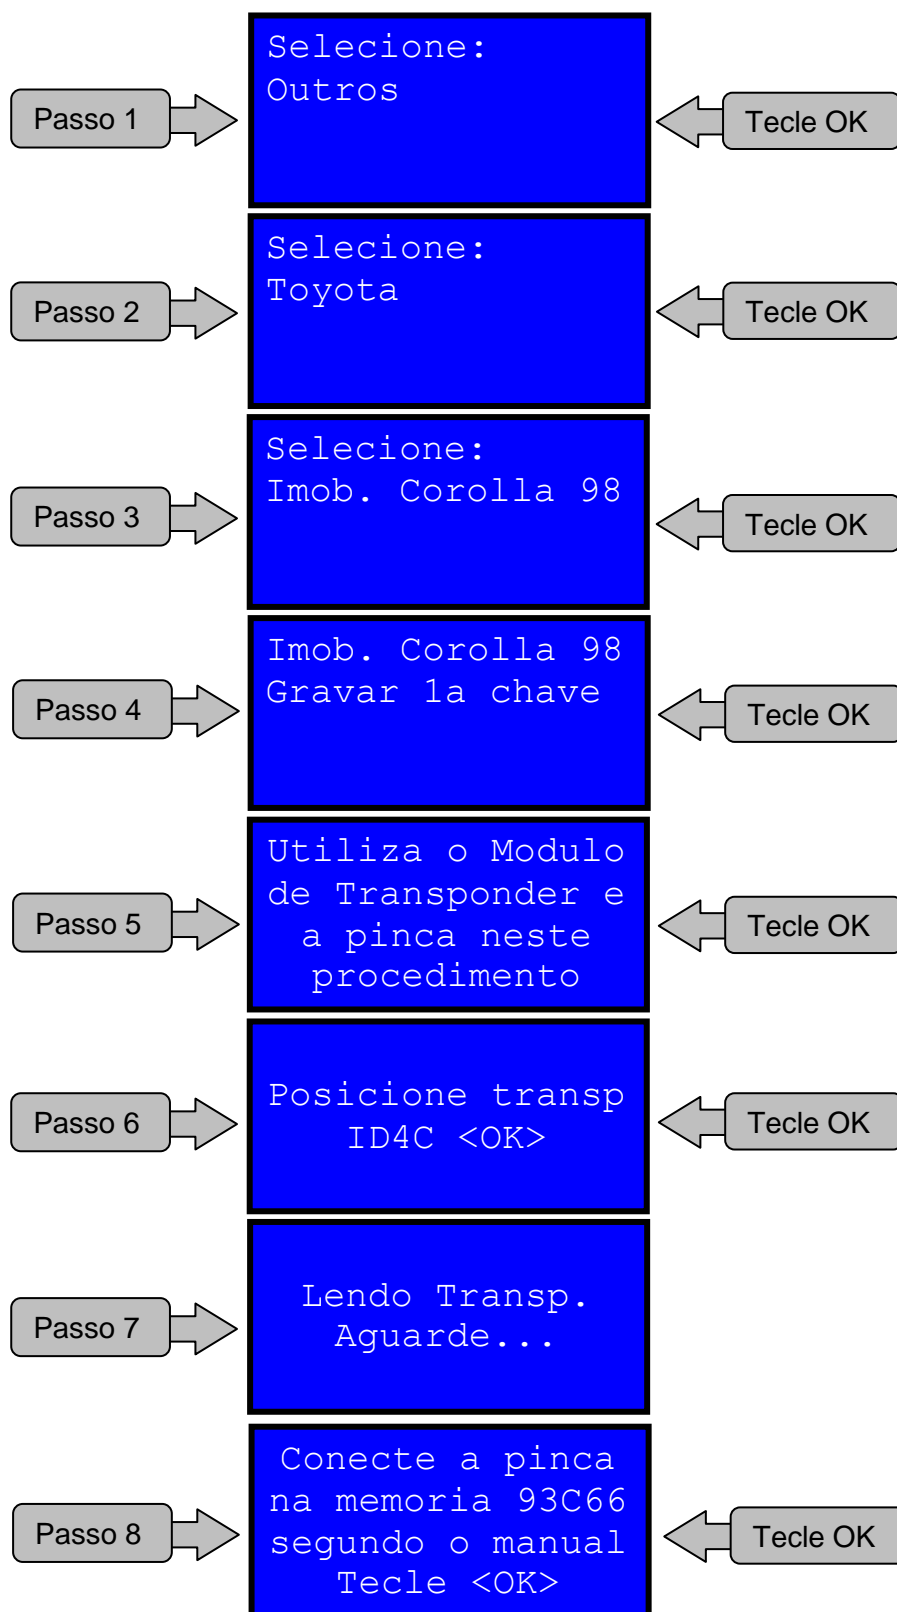 Selecione:
Outros
Passo 1
Tecle OK
Selecione:
Toyota
Passo 2
Tecle OK
Selecione:
Imob. Corolla 98
Passo 3
Tecle OK
Imob. Corolla 98
Gravar 1a chave
Passo 4
Tecle OK
Utiliza o Modulo
de Transponder e
a pinca neste
procedimento
Passo 5
Tecle OK
Posicione transp
ID4C <OK>
Passo 6
Tecle OK
Lendo Transp.
Aguarde...
Passo 7
Conecte a pinca
na memoria 93C66
segundo o manual
Tecle <OK>
Passo 8
Tecle OK